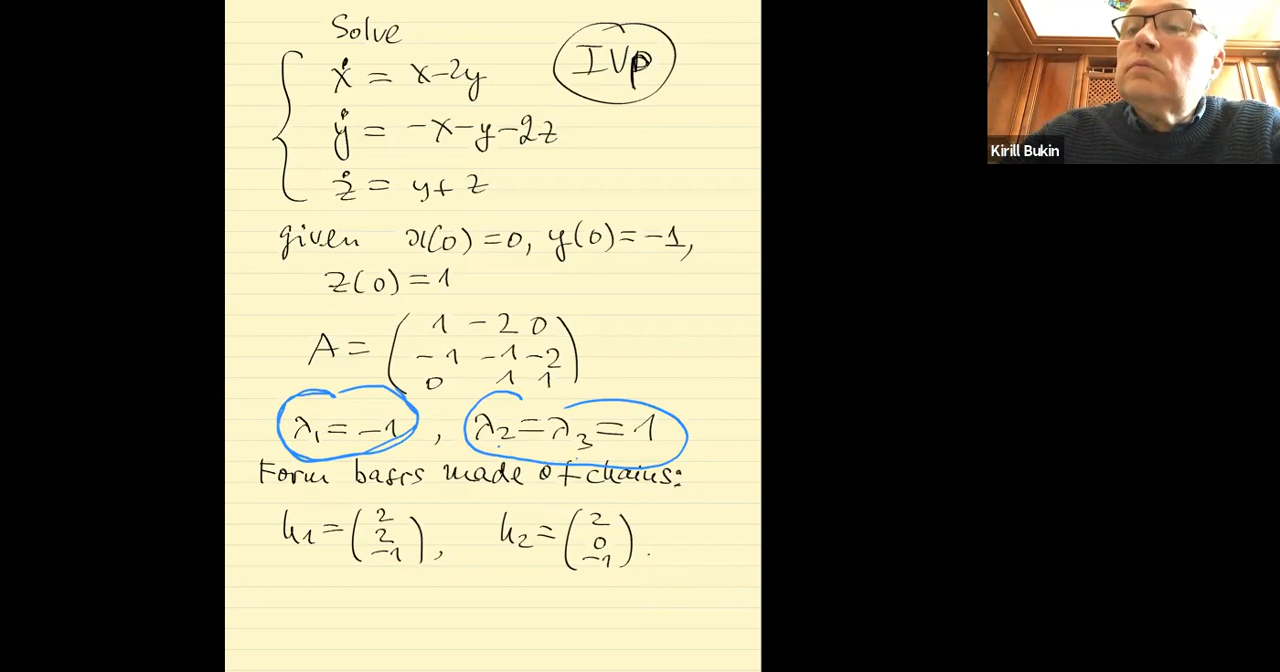 Solve
IVP
ẋ = x-2y
ẏ = -x-y-2z
ż = y+z
given x(0)=0, y(0)=-1,
z(0)=1
A = ( 1 -2 0
-1 -1 -2
0 1 1 )
λ₁=-1, λ₂=λ₃=1
Form basis made of chains:
h₁=(2 2 -1), h₂=(2 0 -1).
Kirill Bukin